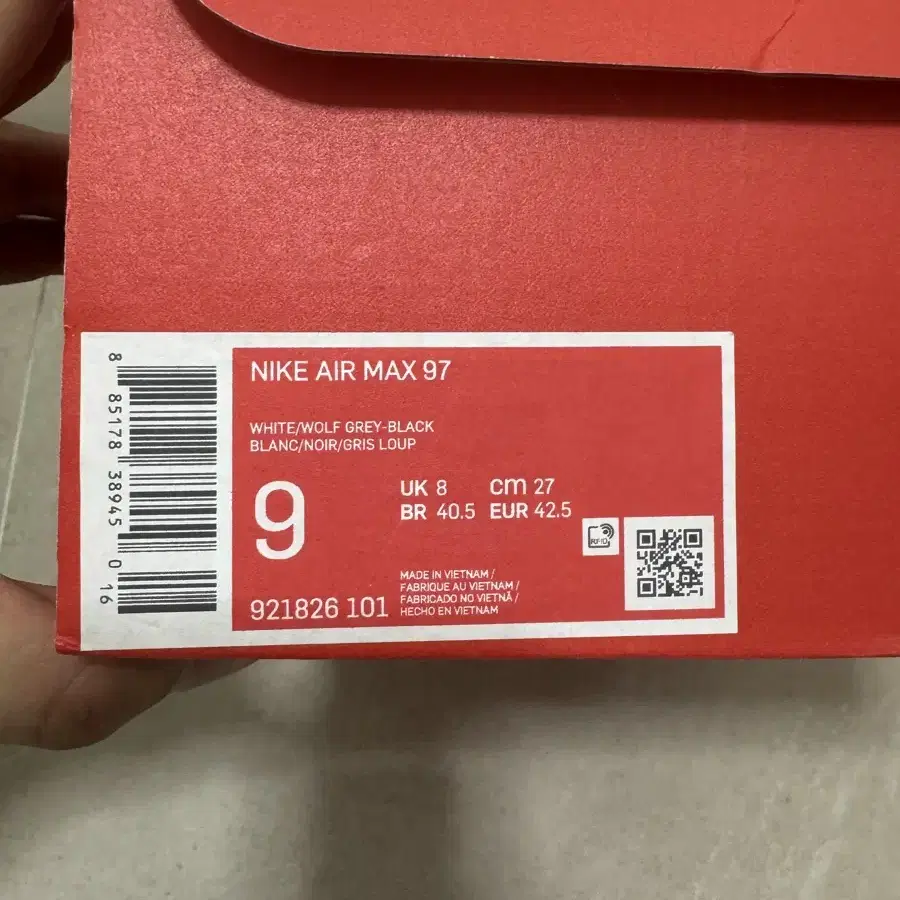 NIKE AIR MAX 97
WHITE/WOLF GREY-BLACK
BLANC/NOIR/GRIS LOUP
9
UK 8 cm 27
BR 40.5 EUR 42.5
RFID
MADE IN VIETNAM /
FABRIQUE AU VIETNAM /
FABRICADO NO VIETNÃ /
HECHO EN VIETNAM
921826 101
8 85178 38945 0 16